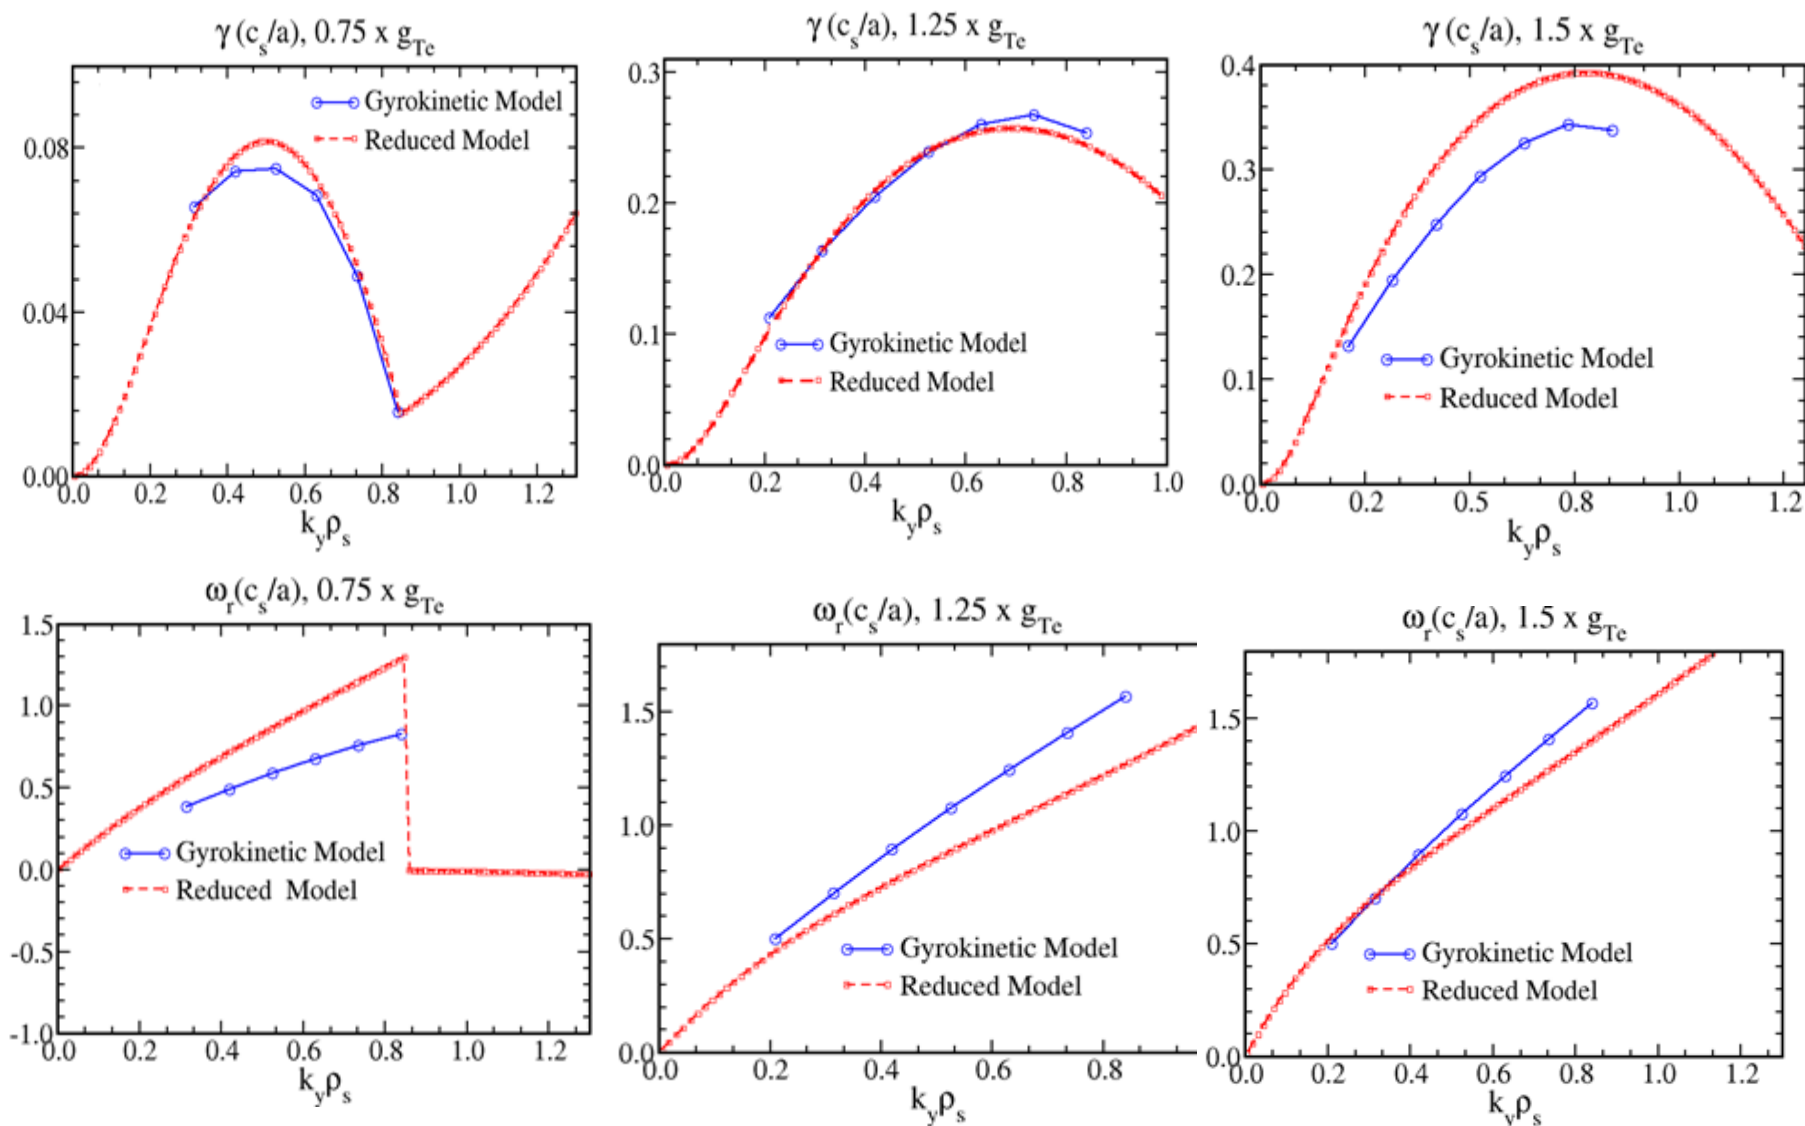 γ (c_s/a), 0.75 x g_Te
0.08
0.04
0.00
0.0 0.2 0.4 0.6 0.8 1.0 1.2
k_yρ_s
Gyrokinetic Model
Reduced Model
γ (c_s/a), 1.25 x g_Te
0.3
0.2
0.1
0.0
0.0 0.2 0.4 0.6 0.8 1.0
k_yρ_s
Gyrokinetic Model
Reduced Model
γ (c_s/a), 1.5 x g_Te
0.4
0.3
0.2
0.1
0.0
0.0 0.2 0.5 0.8 1.0 1.2
k_yρ_s
Gyrokinetic Model
Reduced Model
ω_r(c_s/a), 0.75 x g_Te
1.5
1.0
0.5
0.0
-0.5
-1.0
0.0 0.2 0.4 0.6 0.8 1.0 1.2
k_yρ_s
Gyrokinetic Model
Reduced Model
ω_r(c_s/a), 1.25 x g_Te
1.5
1.0
0.5
0.0
0.0 0.2 0.4 0.6 0.8
k_yρ_s
Gyrokinetic Model
Reduced Model
ω_r(c_s/a), 1.5 x g_Te
1.5
1.0
0.5
0.0
0.0 0.2 0.4 0.6 0.8 1.0 1.2
k_yρ_s
Gyrokinetic Model
Reduced Model